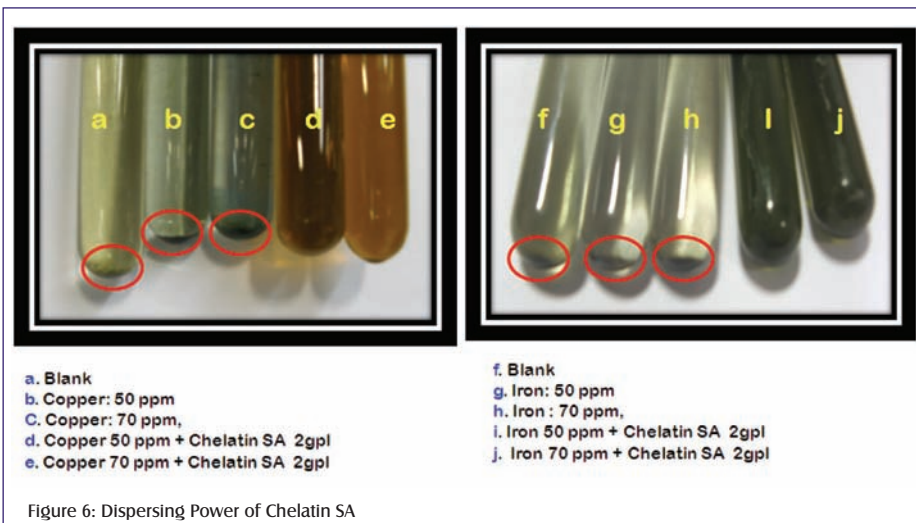 a b c d e
f g h I j
a. Blank
b. Copper: 50 ppm
C. Copper: 70 ppm,
d. Copper 50 ppm + Chelatin SA 2gpl
e. Copper 70 ppm + Chelatin SA 2gpl
f. Blank
g. Iron: 50 ppm
h. Iron : 70 ppm,
i. Iron 50 ppm + Chelatin SA 2gpl
j. Iron 70 ppm + Chelatin SA 2gpl
Figure 6: Dispersing Power of Chelatin SA